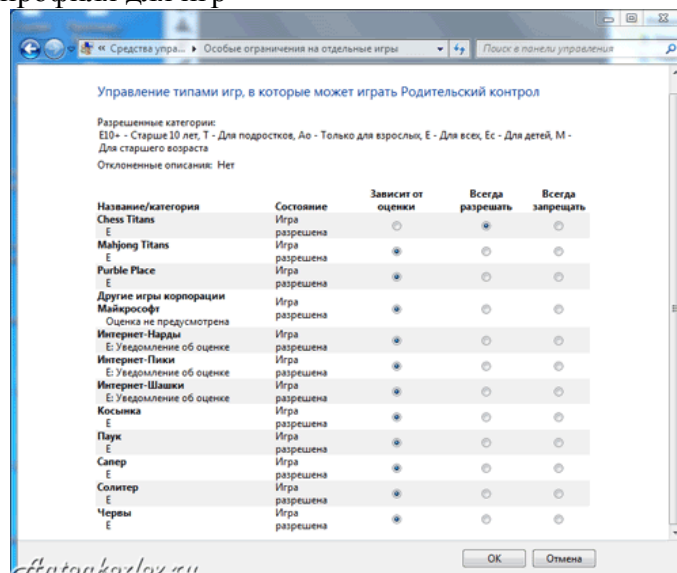 профиля для игр
« Средства упра... ▸ Особые ограничения на отдельные игры
Поиск в панели управления
Управление типами игр, в которые может играть Родительский контрол
Разрешенные категории:
E10+ - Старше 10 лет, T - Для подростков, Ao - Только для взрослых, E - Для всех, Ec - Для детей, M -
Для старшего возраста
Отклоненные описания: Нет
Название/категория Состояние Зависит от оценки Всегда разрешать Всегда запрещать
Chess Titans Игра разрешена
E
Mahjong Titans Игра разрешена
E
Purble Place Игра разрешена
E
Другие игры корпорации
Майкрософт Игра разрешена
Оценка не предусмотрена
Интернет-Нарды Игра разрешена
E: Уведомление об оценке
Интернет-Пики Игра разрешена
E: Уведомление об оценке
Интернет-Шашки Игра разрешена
E: Уведомление об оценке
Косынка Игра разрешена
E
Паук Игра разрешена
E
Сапер Игра разрешена
E
Солитер Игра разрешена
E
Червы Игра разрешена
E
OK Отмена